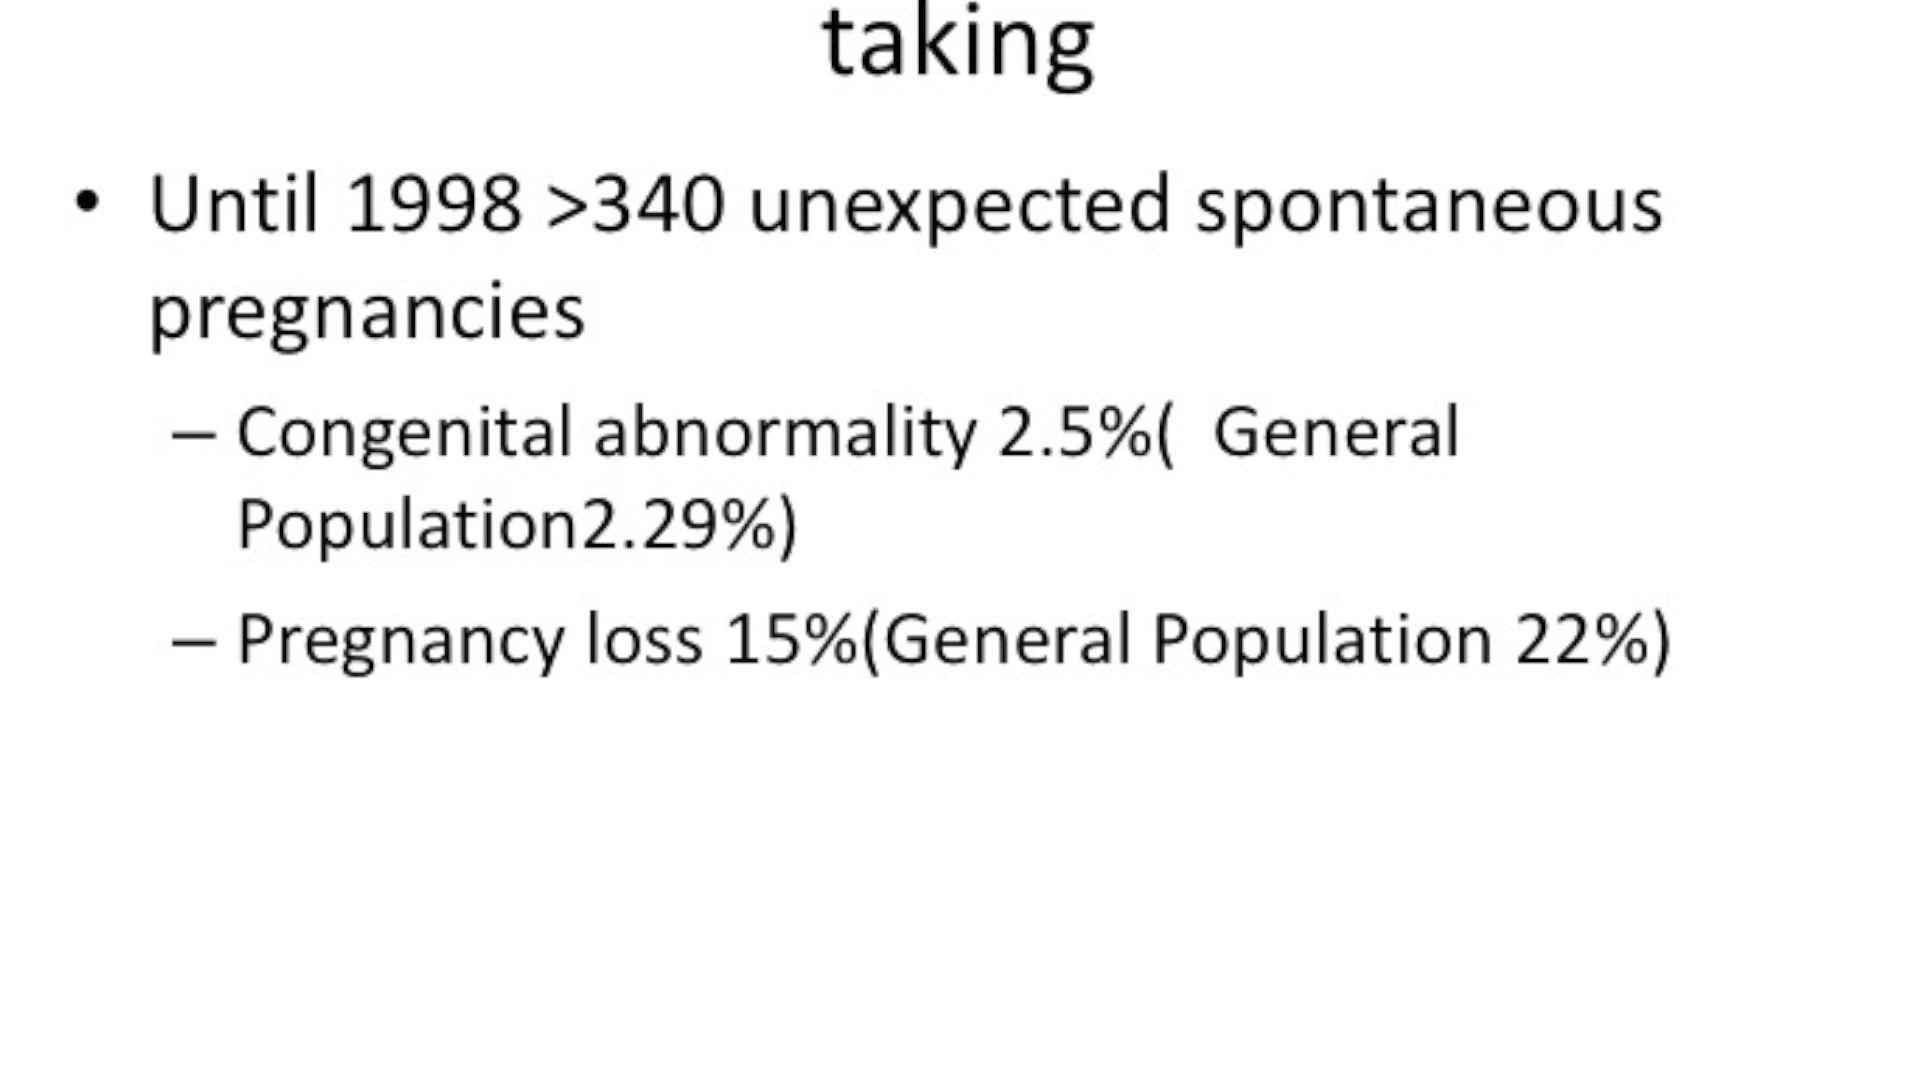 taking
• Until 1998 >340 unexpected spontaneous
pregnancies
– Congenital abnormality 2.5%(  General
Population2.29%)
– Pregnancy loss 15%(General Population 22%)